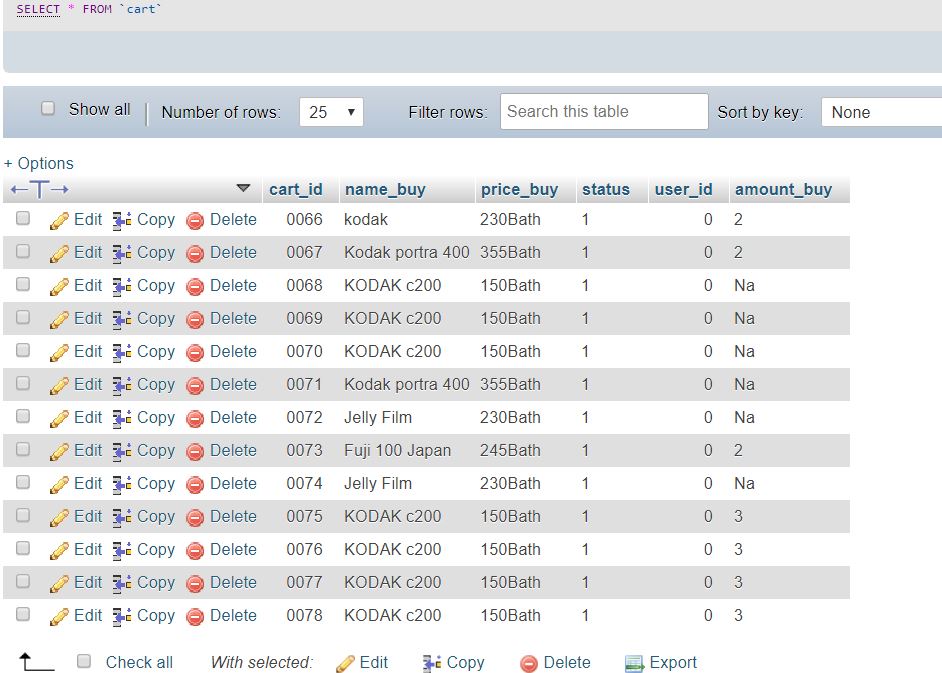 SELECT * FROM `cart`
Show all Number of rows: 25 Filter rows: Search this table Sort by key: None
+ Options
cart_id name_buy price_buy status user_id amount_buy
Edit Copy Delete 0066 kodak 230Bath 1 0 2
Edit Copy Delete 0067 Kodak portra 400 355Bath 1 0 2
Edit Copy Delete 0068 KODAK c200 150Bath 1 0 Na
Edit Copy Delete 0069 KODAK c200 150Bath 1 0 Na
Edit Copy Delete 0070 KODAK c200 150Bath 1 0 Na
Edit Copy Delete 0071 Kodak portra 400 355Bath 1 0 Na
Edit Copy Delete 0072 Jelly Film 230Bath 1 0 Na
Edit Copy Delete 0073 Fuji 100 Japan 245Bath 1 0 2
Edit Copy Delete 0074 Jelly Film 230Bath 1 0 Na
Edit Copy Delete 0075 KODAK c200 150Bath 1 0 3
Edit Copy Delete 0076 KODAK c200 150Bath 1 0 3
Edit Copy Delete 0077 KODAK c200 150Bath 1 0 3
Edit Copy Delete 0078 KODAK c200 150Bath 1 0 3
Check all With selected: Edit Copy Delete Export